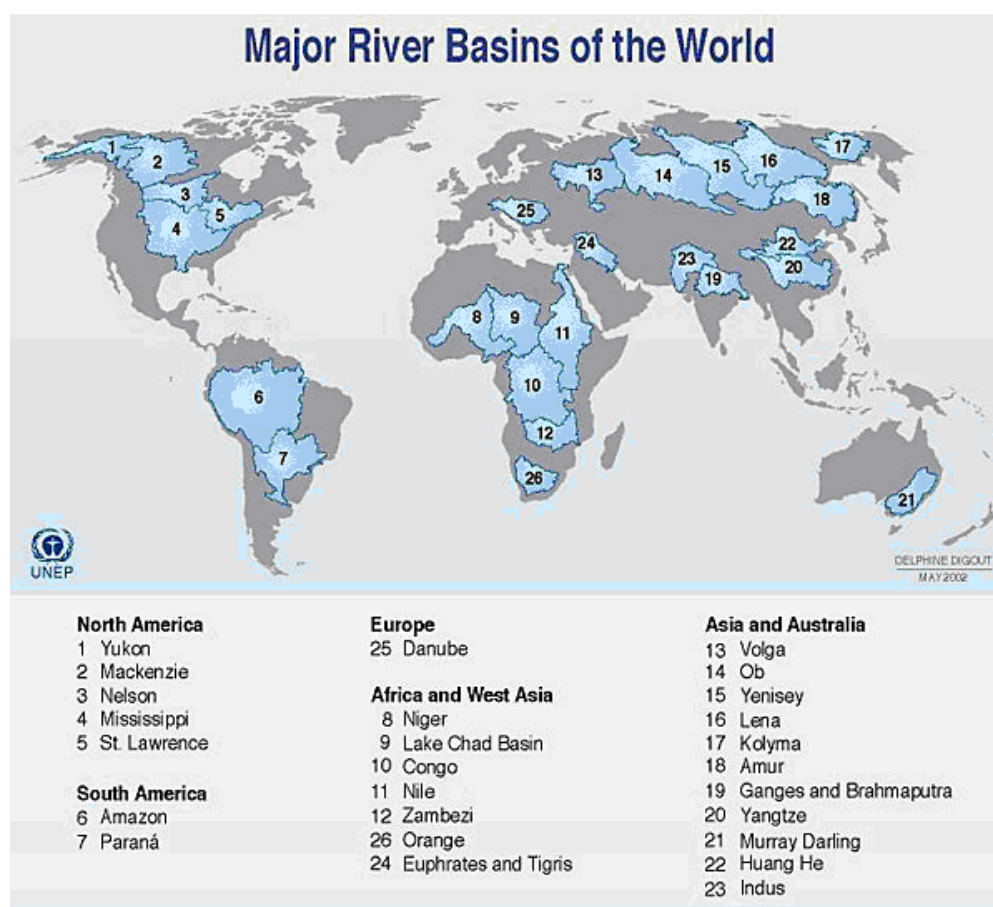 Major River Basins of the World
1
2
3
4
5
6
7
8
9
10
11
12
13
14
15
16
17
18
19
20
21
22
23
24
25
26
UNEP
DELPHINE DIGOUT
MAY 2002
North America
1 Yukon
2 Mackenzie
3 Nelson
4 Mississippi
5 St. Lawrence
South America
6 Amazon
7 Paraná
Europe
25 Danube
Africa and West Asia
8 Niger
9 Lake Chad Basin
10 Congo
11 Nile
12 Zambezi
26 Orange
24 Euphrates and Tigris
Asia and Australia
13 Volga
14 Ob
15 Yenisey
16 Lena
17 Kolyma
18 Amur
19 Ganges and Brahmaputra
20 Yangtze
21 Murray Darling
22 Huang He
23 Indus